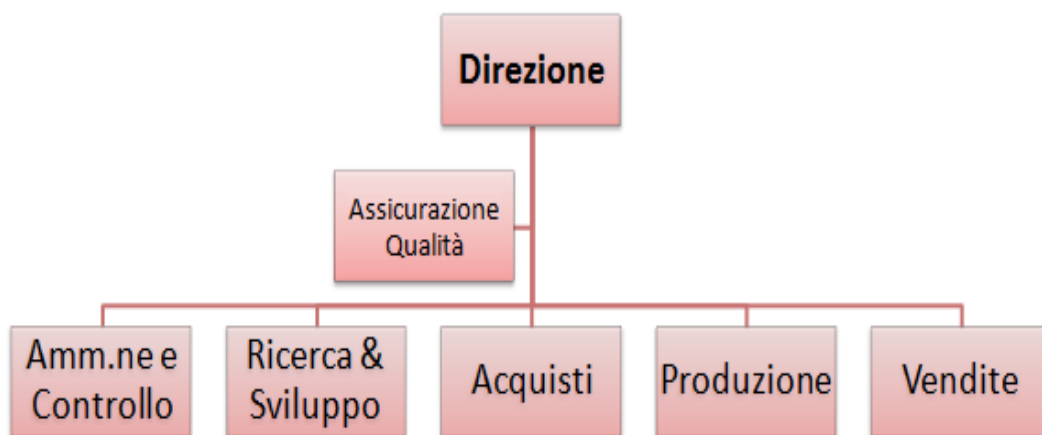 Direzione
Assicurazione
Qualità
Amm.ne e
Controllo
Ricerca &
Sviluppo
Acquisti
Produzione
Vendite